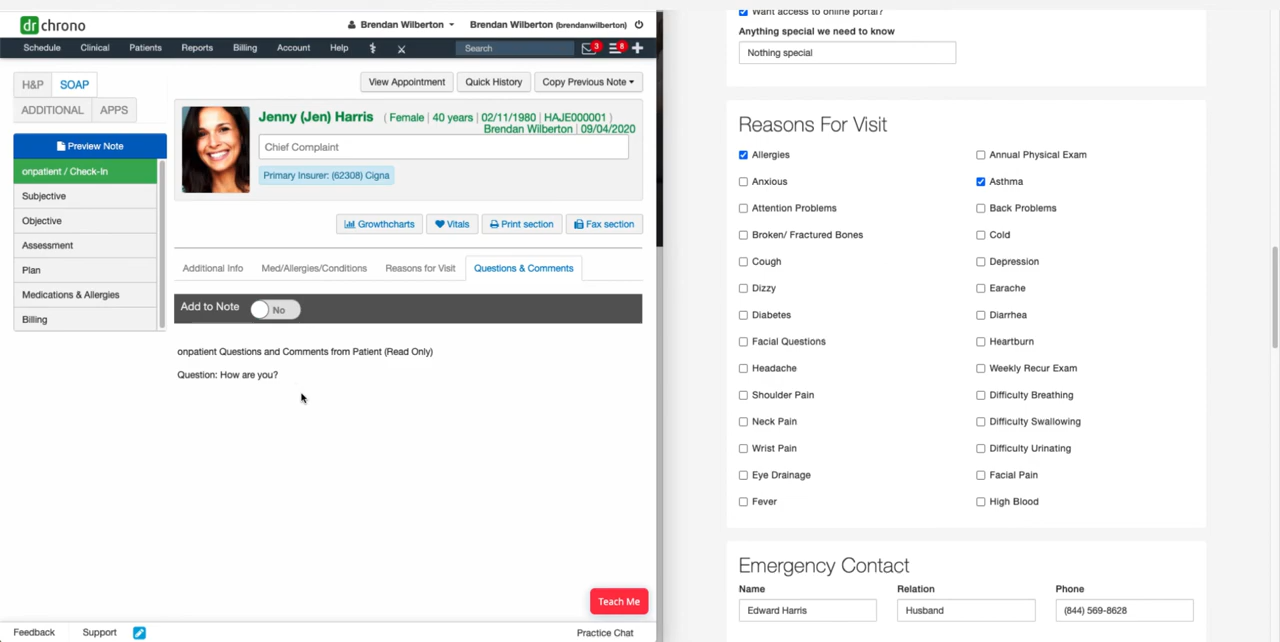 drchrono
Brendan Wilberton
Brendan Wilberton (brendanwilberton)
Schedule Clinical Patients Reports Billing Account Help Search 3 8
H&P SOAP
ADDITIONAL APPS
View Appointment Quick History Copy Previous Note
Preview Note
onpatient / Check-In
Subjective
Objective
Assessment
Plan
Medications & Allergies
Billing
Jenny (Jen) Harris ( Female | 40 years | 02/11/1980 | HAJE000001 )
Brendan Wilberton | 09/04/2020
Chief Complaint
Primary Insurer: (62308) Cigna
Growthcharts Vitals Print section Fax section
Additional Info Med/Allergies/Conditions Reasons for Visit Questions & Comments
Add to Note No
onpatient Questions and Comments from Patient (Read Only)
Question: How are you?
Teach Me
Feedback Support Practice Chat
Want access to online portal?
Anything special we need to know
Nothing special
Reasons For Visit
Allergies Annual Physical Exam
Anxious Asthma
Attention Problems Back Problems
Broken/ Fractured Bones Cold
Cough Depression
Dizzy Earache
Diabetes Diarrhea
Facial Questions Heartburn
Headache Weekly Recur Exam
Shoulder Pain Difficulty Breathing
Neck Pain Difficulty Swallowing
Wrist Pain Difficulty Urinating
Eye Drainage Facial Pain
Fever High Blood
Emergency Contact
Name Relation Phone
Edward Harris Husband (844) 569-8628